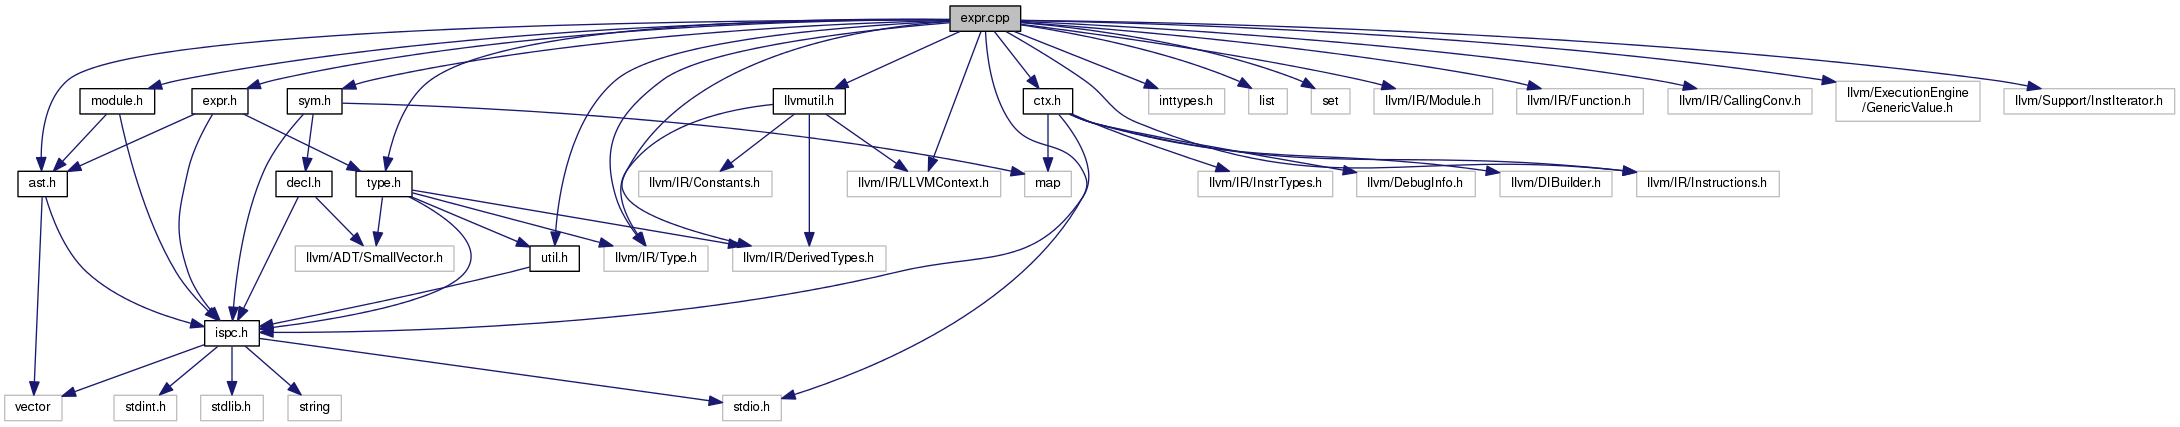 expr.cpp
module.h
expr.h
sym.h
llvmutil.h
ctx.h
inttypes.h
list
set
llvm/IR/Module.h
llvm/IR/Function.h
llvm/IR/CallingConv.h
llvm/ExecutionEngine
/GenericValue.h
llvm/Support/InstIterator.h
ast.h
decl.h
type.h
llvm/IR/Constants.h
llvm/IR/LLVMContext.h
map
llvm/IR/InstrTypes.h
llvm/DebugInfo.h
llvm/DIBuilder.h
llvm/IR/Instructions.h
llvm/ADT/SmallVector.h
util.h
llvm/IR/Type.h
llvm/IR/DerivedTypes.h
ispc.h
vector
stdint.h
stdlib.h
string
stdio.h